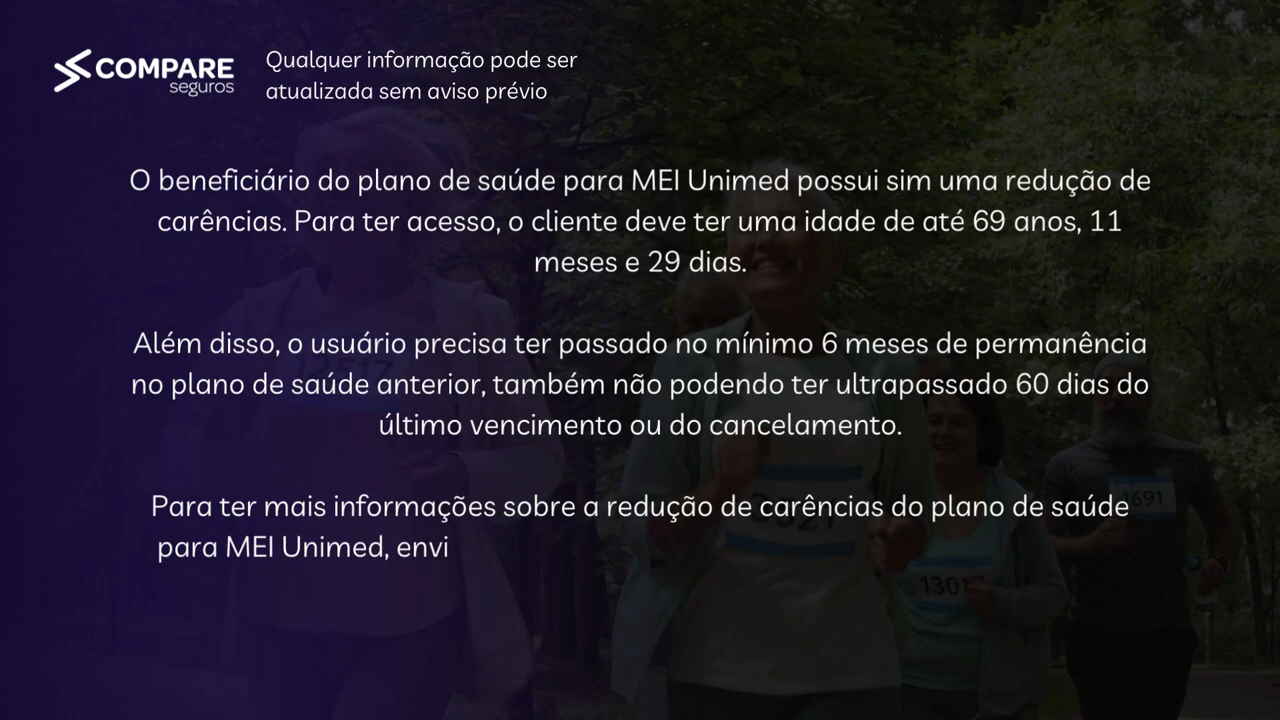 COMPARE
seguros
Qualquer informação pode ser
atualizada sem aviso prévio
O beneficiário do plano de saúde para MEI Unimed possui sim uma redução de
carências. Para ter acesso, o cliente deve ter uma idade de até 69 anos, 11
meses e 29 dias.
Além disso, o usuário precisa ter passado no mínimo 6 meses de permanência
no plano de saúde anterior, também não podendo ter ultrapassado 60 dias do
último vencimento ou do cancelamento.
Para ter mais informações sobre a redução de carências do plano de saúde
para MEI Unimed, envi
1691